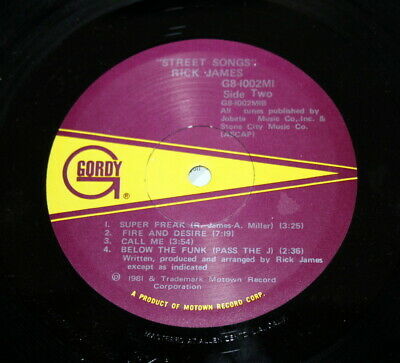 "STREET SONGS"
RICK JAMES
G8-1002M1
Side Two
G8-1002MIB
All tunes published by
Jobete Music Co., Inc. &
Stone City Music Co.
(ASCAP)
GORDY
G
®
1. SUPER FREAK (R. James-A. Miller) (3:25)
2. FIRE AND DESIRE (7:19)
3. CALL ME (3:54)
4. BELOW THE FUNK (PASS THE J) (2:36)
Written, produced and arranged by Rick James
except as indicated.
℗ 1981 & Trademark Motown Record
Corporation
A PRODUCT OF MOTOWN RECORD CORP.